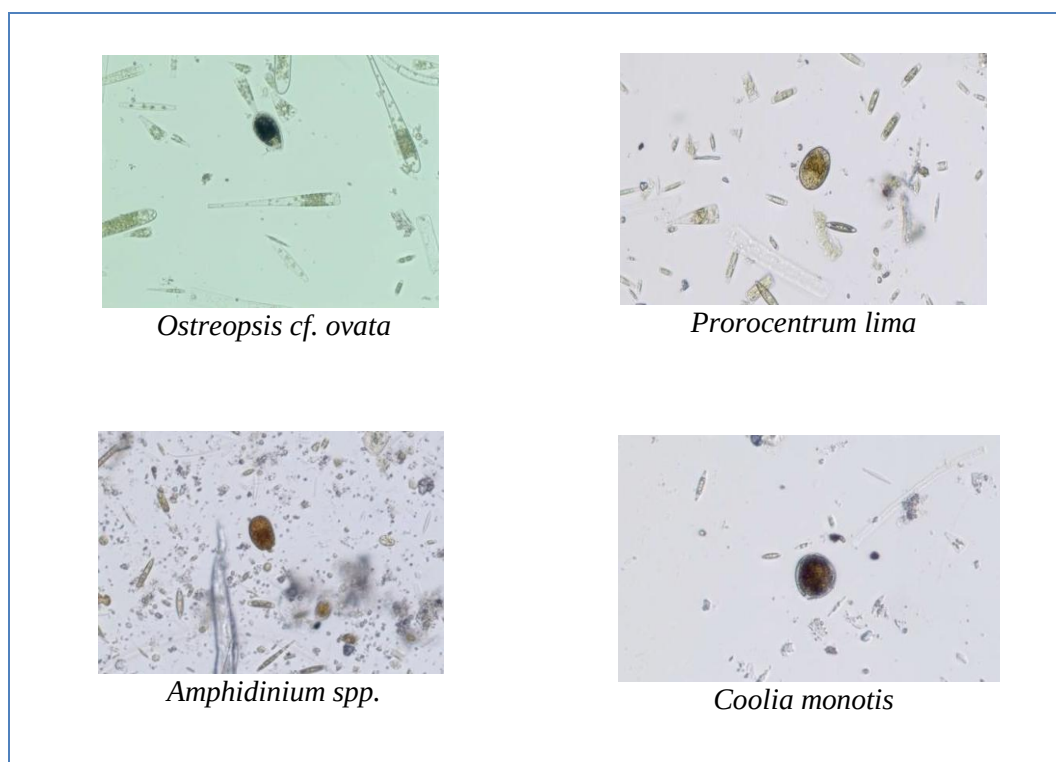 Ostreopsis cf. ovata
Prorocentrum lima
Amphidinium spp.
Coolia monotis